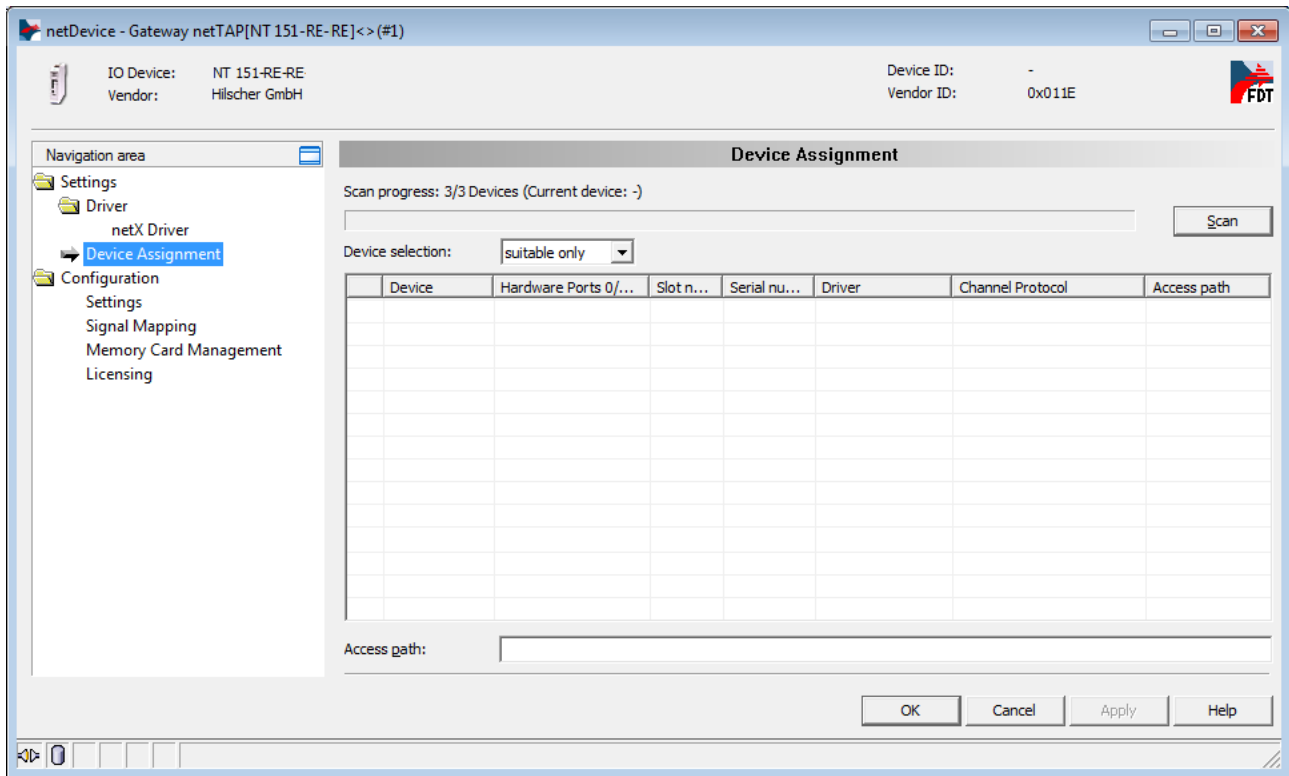 netDevice - Gateway netTAP[NT 151-RE-RE]<>(#1)
IO Device: NT 151-RE-RE Device ID: -
Vendor: Hilscher GmbH Vendor ID: 0x011E
FDT
Navigation area
Settings
Driver
netX Driver
Device Assignment
Configuration
Settings
Signal Mapping
Memory Card Management
Licensing
Device Assignment
Scan progress: 3/3 Devices (Current device: -)
Scan
Device selection: suitable only
Device Hardware Ports 0/... Slot n... Serial nu... Driver Channel Protocol Access path
Access path:
OK Cancel Apply Help